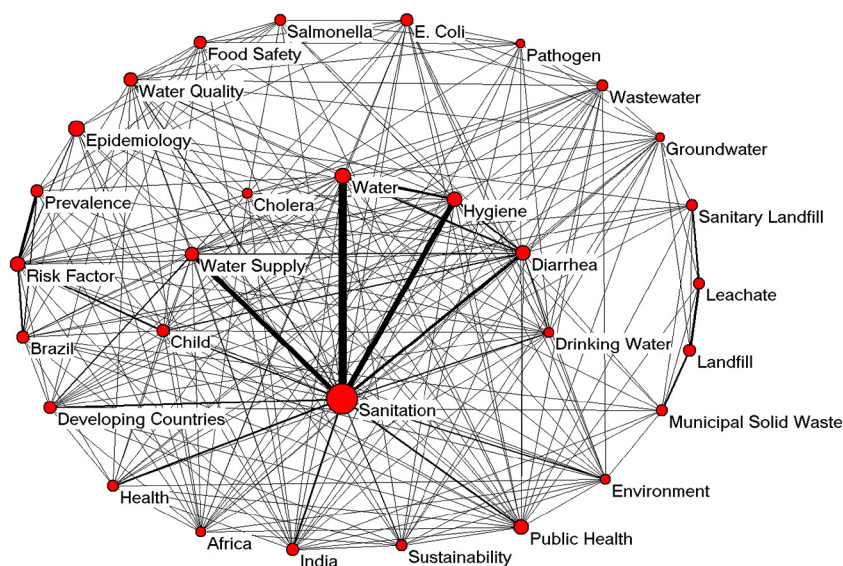 Salmonella
E. Coli
Food Safety
Pathogen
Water Quality
Wastewater
Epidemiology
Groundwater
Prevalence
Cholera
Water
Hygiene
Sanitary Landfill
Risk Factor
Water Supply
Diarrhea
Leachate
Brazil
Child
Drinking Water
Landfill
Developing Countries
Sanitation
Municipal Solid Waste
Health
Environment
Africa
India
Sustainability
Public Health